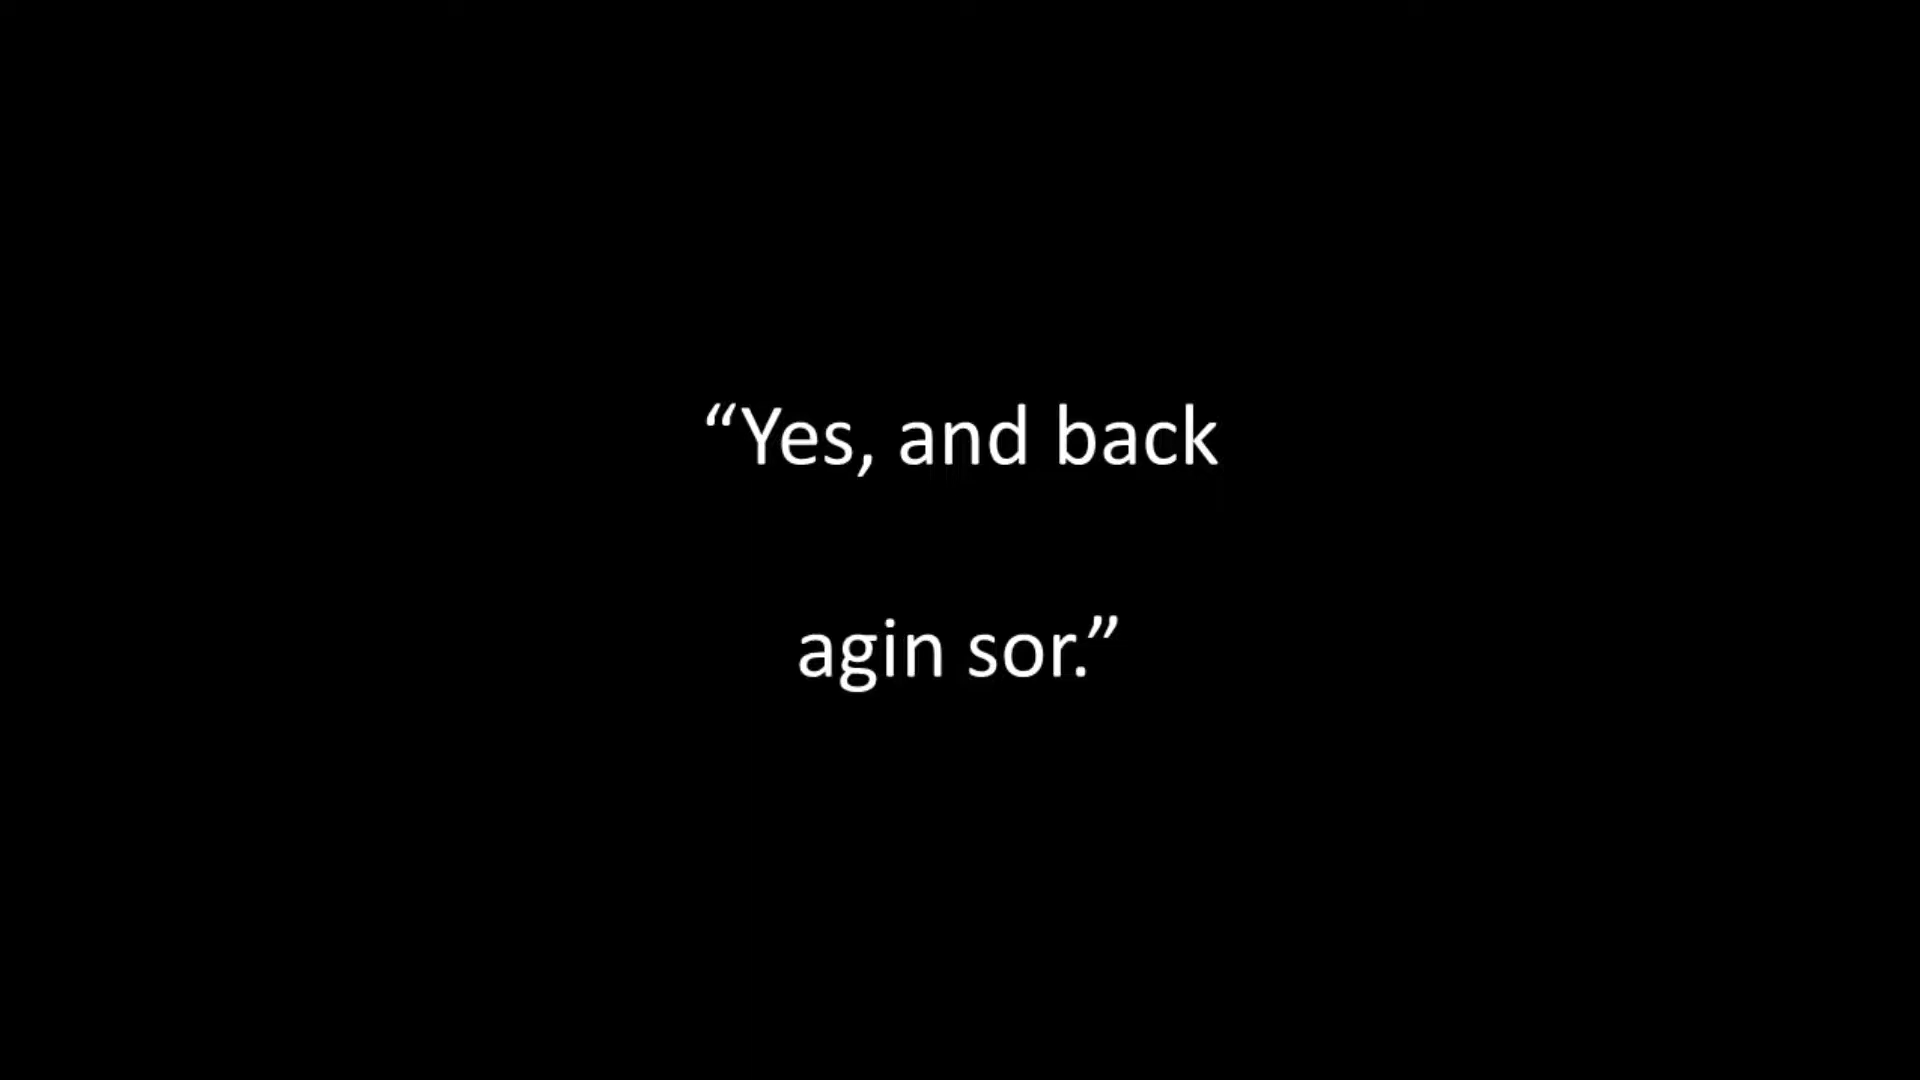 “Yes, and back
agin sor.”